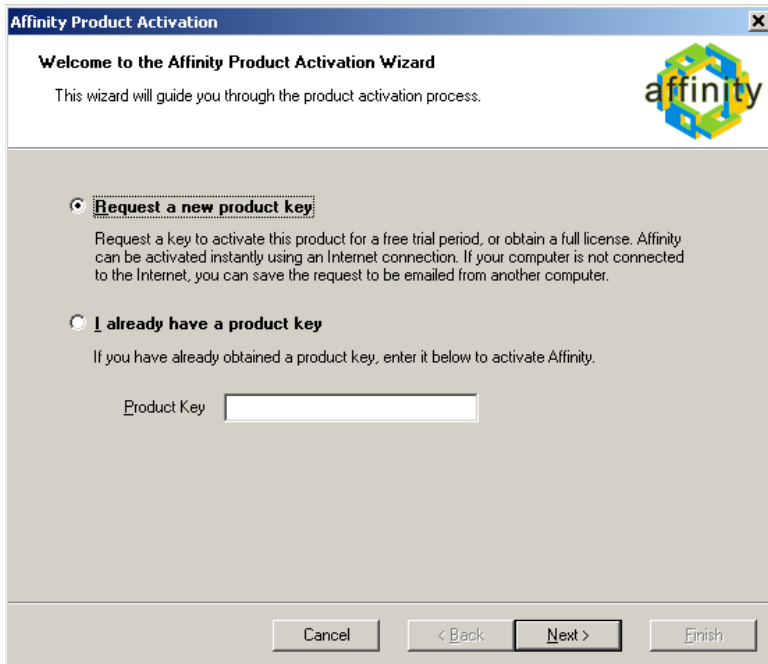 Affinity Product Activation
Welcome to the Affinity Product Activation Wizard
This wizard will guide you through the product activation process.
affinity
Request a new product key
Request a key to activate this product for a free trial period, or obtain a full license. Affinity
can be activated instantly using an Internet connection. If your computer is not connected
to the Internet, you can save the request to be emailed from another computer.
I already have a product key
If you have already obtained a product key, enter it below to activate Affinity.
Product Key
Cancel < Back Next > Finish